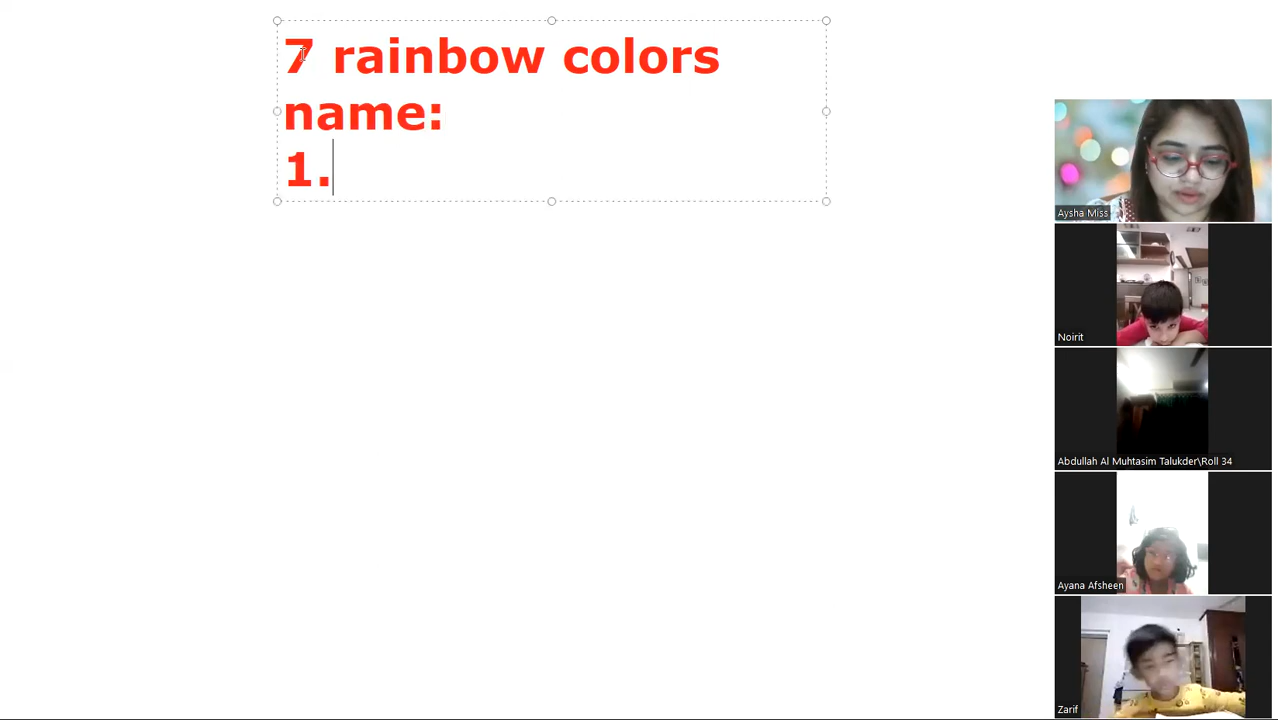 7 rainbow colors
name:
1.
Aysha Miss
Noirit
Abdullah Al Muhtasim Talukder\Roll 34
Ayana Afsheen
Zarif